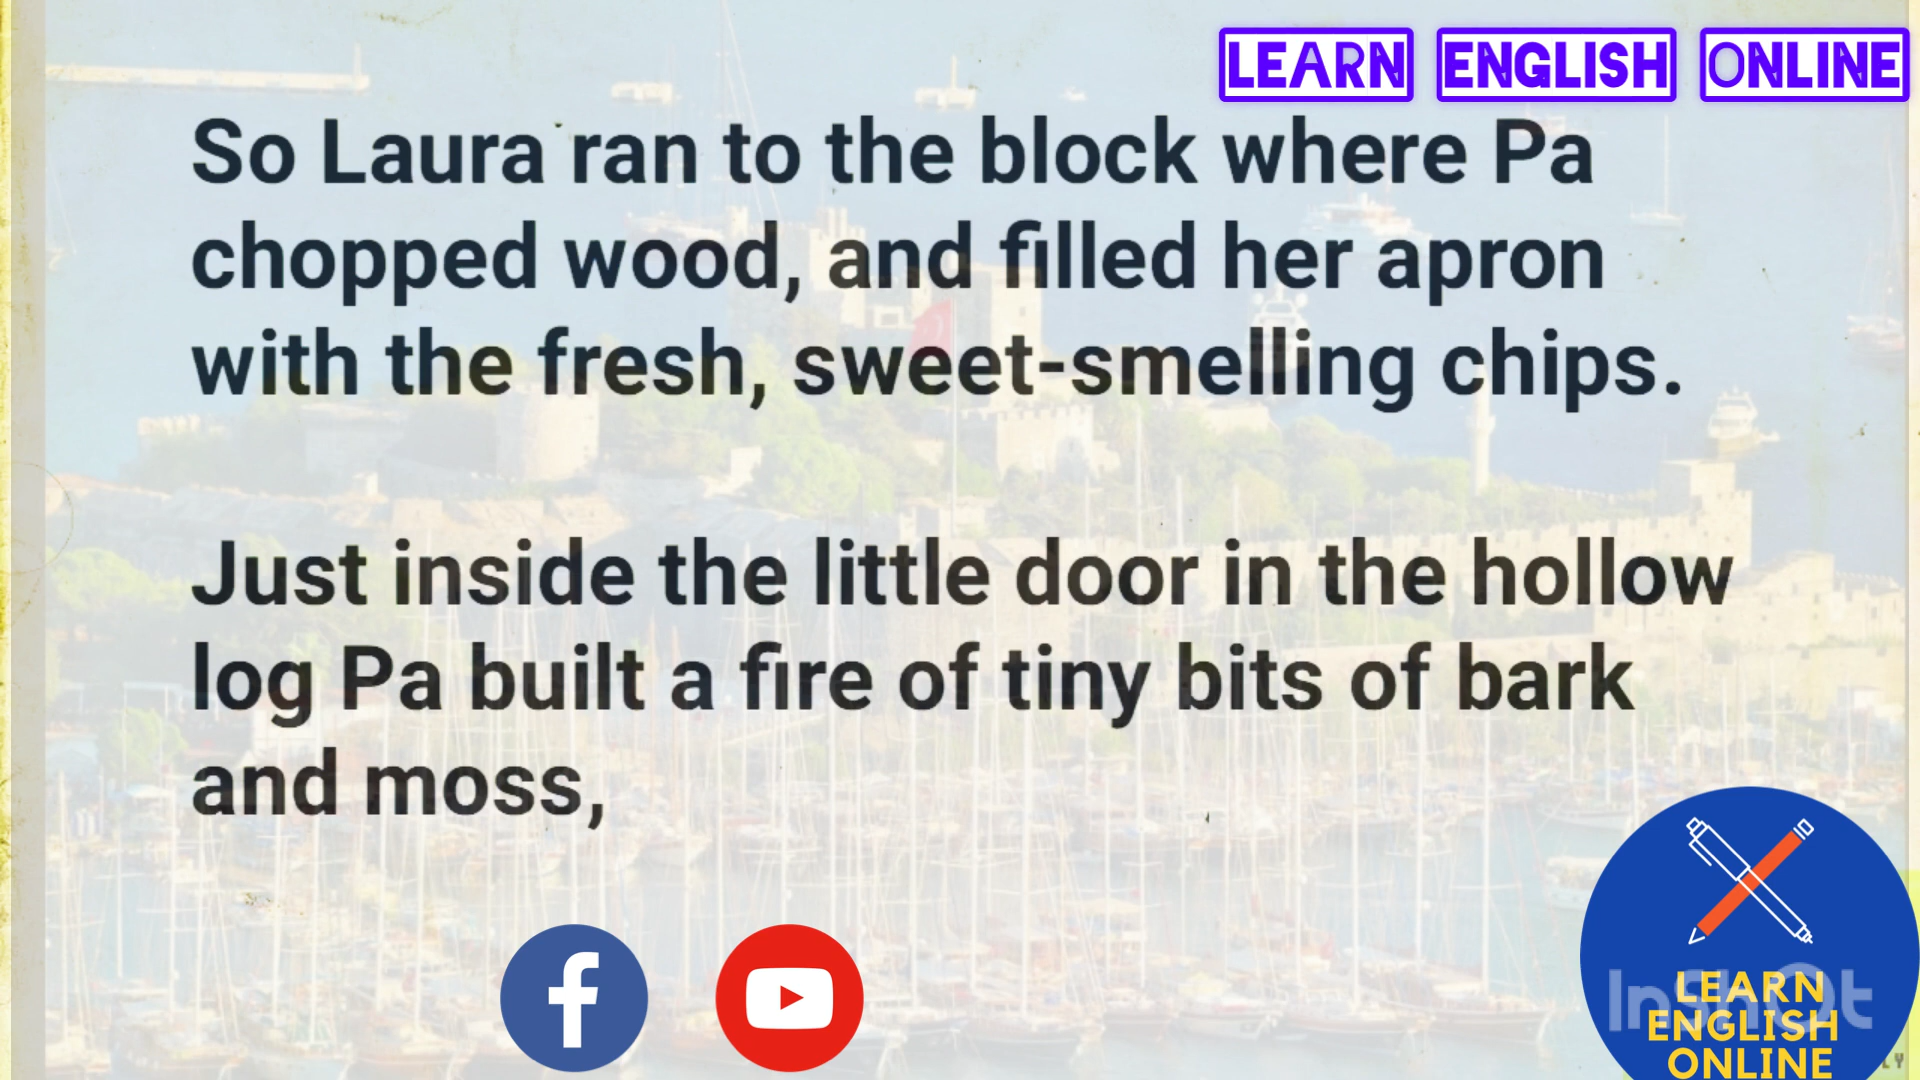 LEARN ENGLISH ONLINE
So Laura ran to the block where Pa
chopped wood, and filled her apron
with the fresh, sweet-smelling chips.
Just inside the little door in the hollow
log Pa built a fire of tiny bits of bark
and moss,
InShOt
LEARN
ENGLISH
ONLINE